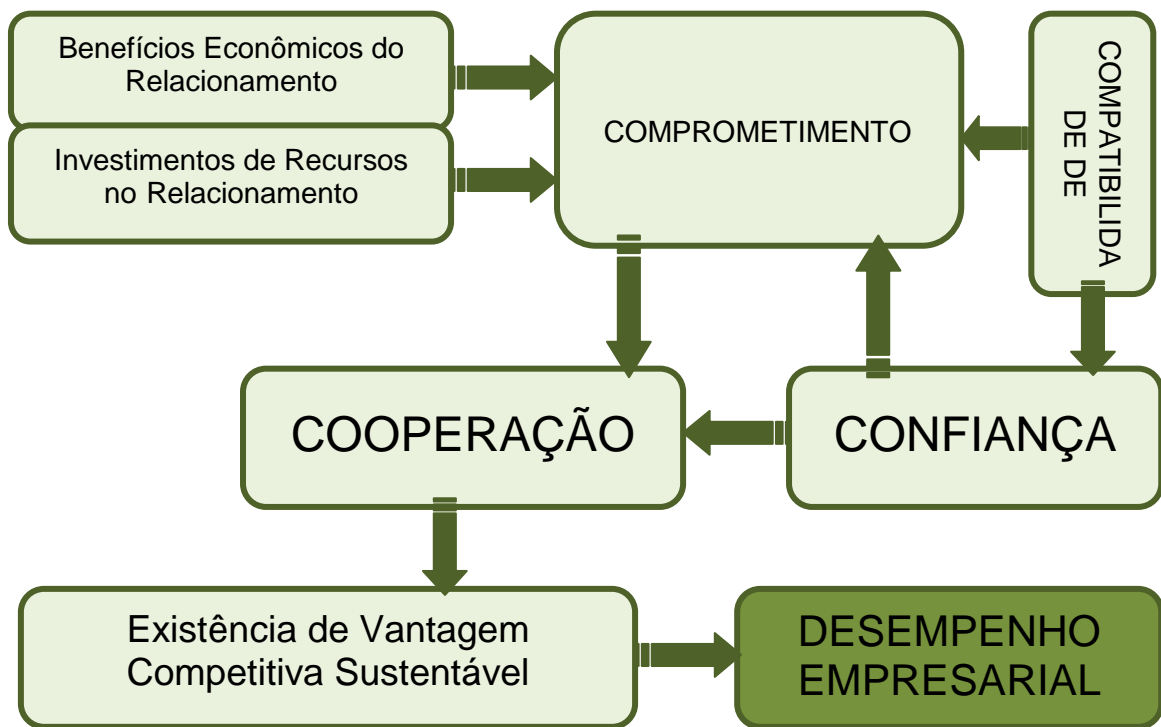 Benefícios Econômicos do
Relacionamento
Investimentos de Recursos
no Relacionamento
COMPROMETIMENTO
COMPATIBILIDA
DE DE
COOPERAÇÃO
CONFIANÇA
Existência de Vantagem
Competitiva Sustentável
DESEMPENHO
EMPRESARIAL